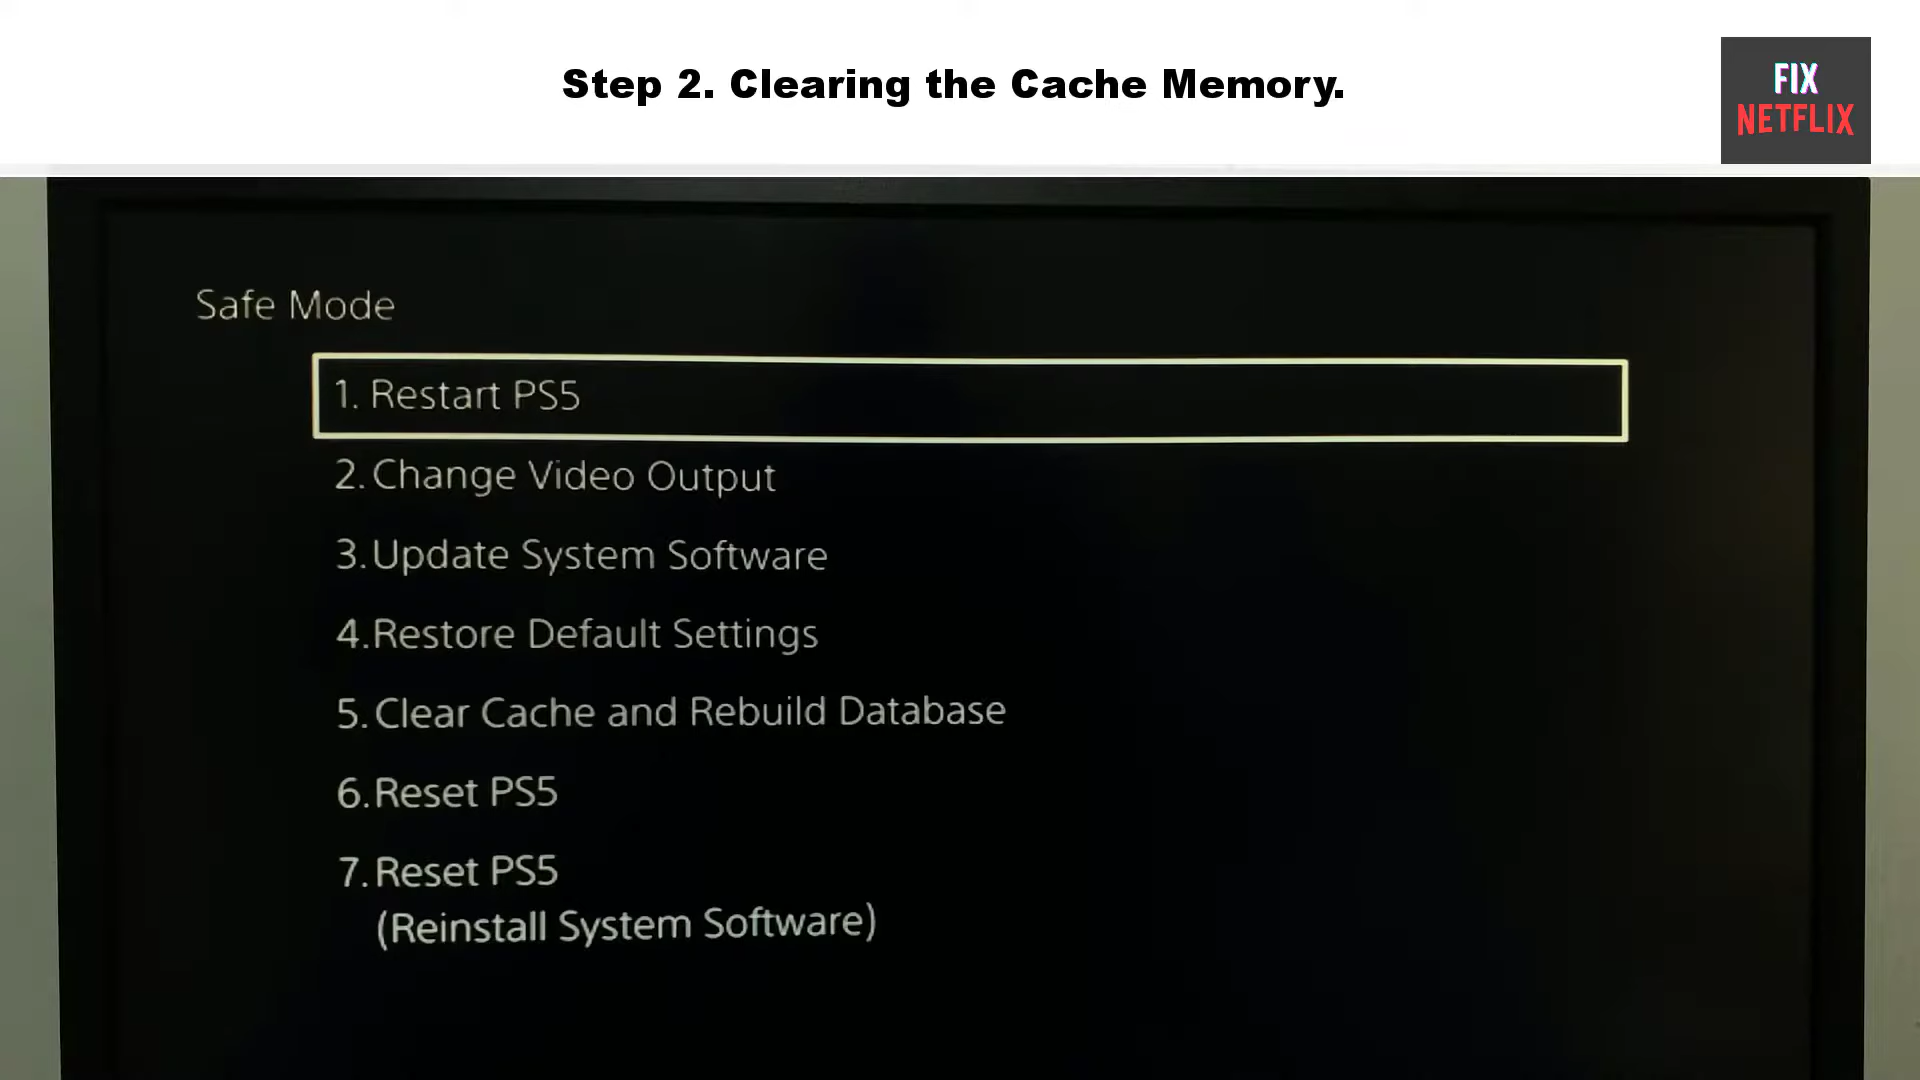 Step 2. Clearing the Cache Memory.
FIX
NETFLIX
Safe Mode
1. Restart PS5
2. Change Video Output
3. Update System Software
4. Restore Default Settings
5. Clear Cache and Rebuild Database
6. Reset PS5
7. Reset PS5
(Reinstall System Software)